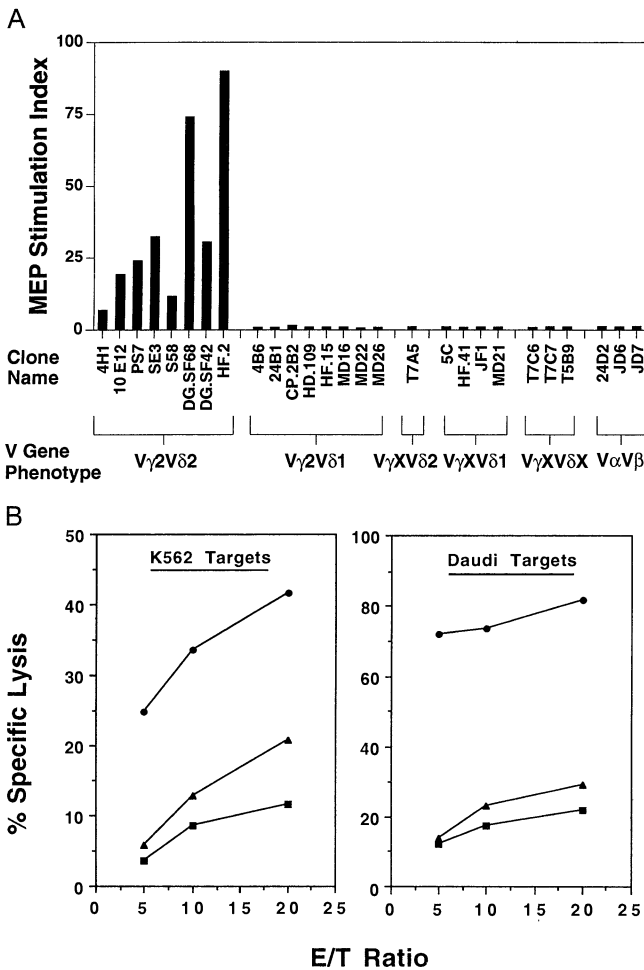 A
MEP Stimulation Index
100
75
50
25
0
Clone Name
4H1
10 E12
PS7
SE3
S58
DG.SF68
DG.SF42
HF.2
4B6
24B1
CP.2B2
HD.109
HF.15
MD16
MD22
MD26
T7A5
5C
HF.41
JF1
MD21
T7C6
T7C7
T5B9
24D2
JD6
JD7
V Gene Phenotype
Vγ2Vδ2
Vγ2Vδ1
VγXVδ2
VγXVδ1
VγXVδX
VαVβ
B
% Specific Lysis
K562 Targets
50
40
30
20
10
0
0 5 10 15 20 25
Daudi Targets
100
80
60
40
20
0
0 5 10 15 20 25
E/T Ratio